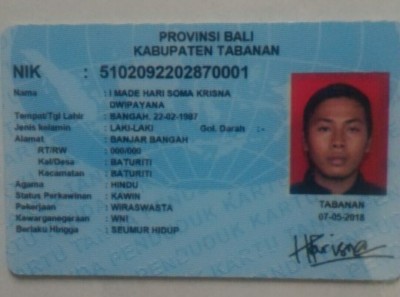 PROVINSI BALI
KABUPATEN TABANAN
NIK : 5102092202870001
Nama : I MADE HARI SOMA KRISNA
DWIPAYANA
Tempat/Tgl Lahir : BANGAH, 22-02-1987
Jenis kelamin : LAKI-LAKI Gol. Darah : -
Alamat : BANJAR BANGAH
RT/RW : 000/000
Kel/Desa : BATURITI
Kecamatan : BATURITI
Agama : HINDU
Status Perkawinan : KAWIN
Pekerjaan : WIRASWASTA
Kewarganegaraan : WNI
Berlaku Hingga : SEUMUR HIDUP
TABANAN
07-05-2018